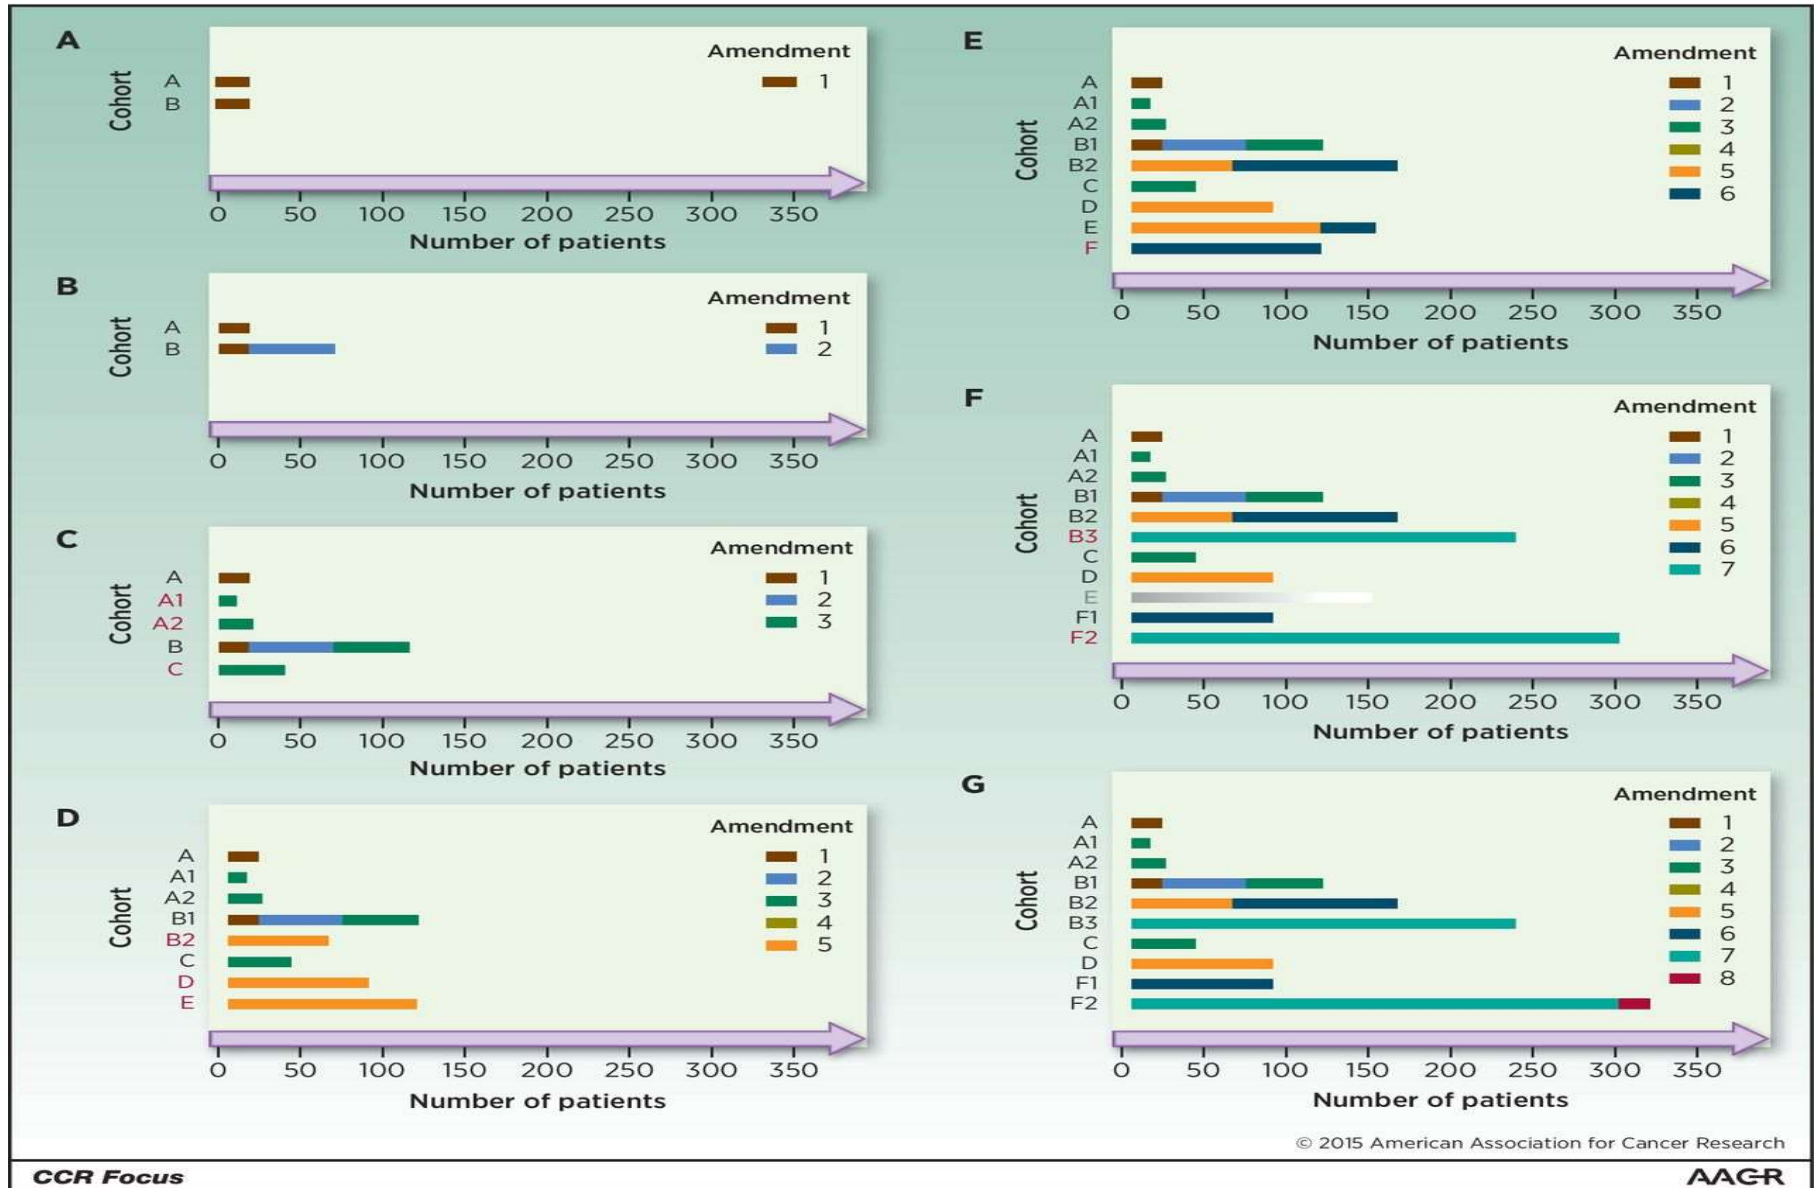 A
Amendment
Cohort
A
1
B
0 50 100 150 200 250 300 350
Number of patients
B
Amendment
Cohort
A
1
B
2
0 50 100 150 200 250 300 350
Number of patients
C
Amendment
Cohort
A
1
A1
2
A2
3
B
C
0 50 100 150 200 250 300 350
Number of patients
D
Amendment
Cohort
A
1
A1
2
A2
3
B1
4
B2
5
C
D
E
0 50 100 150 200 250 300 350
Number of patients
E
Amendment
Cohort
A
1
A1
2
A2
3
B1
4
B2
5
C
6
D
E
F
0 50 100 150 200 250 300 350
Number of patients
F
Amendment
Cohort
A
1
A1
2
A2
3
B1
4
B2
5
B3
6
C
7
D
E
F1
F2
0 50 100 150 200 250 300 350
Number of patients
G
Amendment
Cohort
A
1
A1
2
A2
3
B1
4
B2
5
B3
6
C
7
D
8
F1
F2
0 50 100 150 200 250 300 350
Number of patients
© 2015 American Association for Cancer Research
CCR Focus
AACR